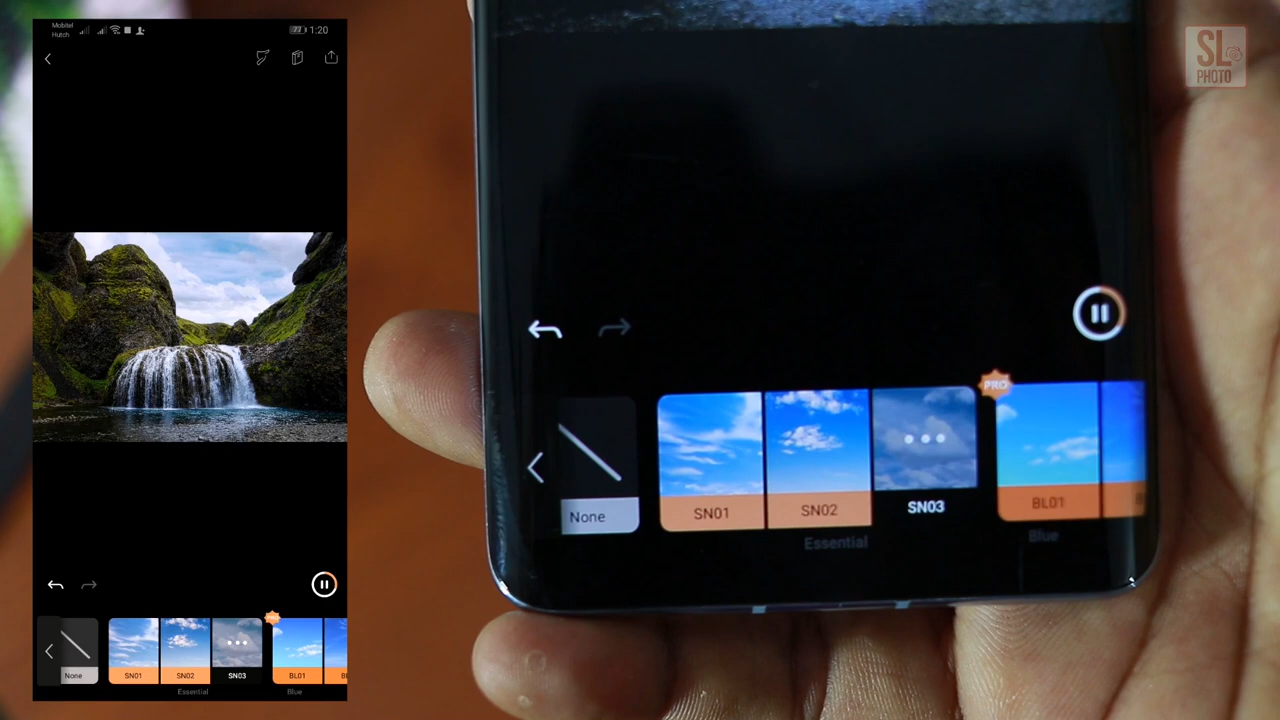 Mobitel
Hutch
77
1:20
SL
PHOTO
PRO
None
SN01
SN02
SN03
BL01
Essential
Blue
None
SN01
SN02
SN03
BL01
Essential
Blue